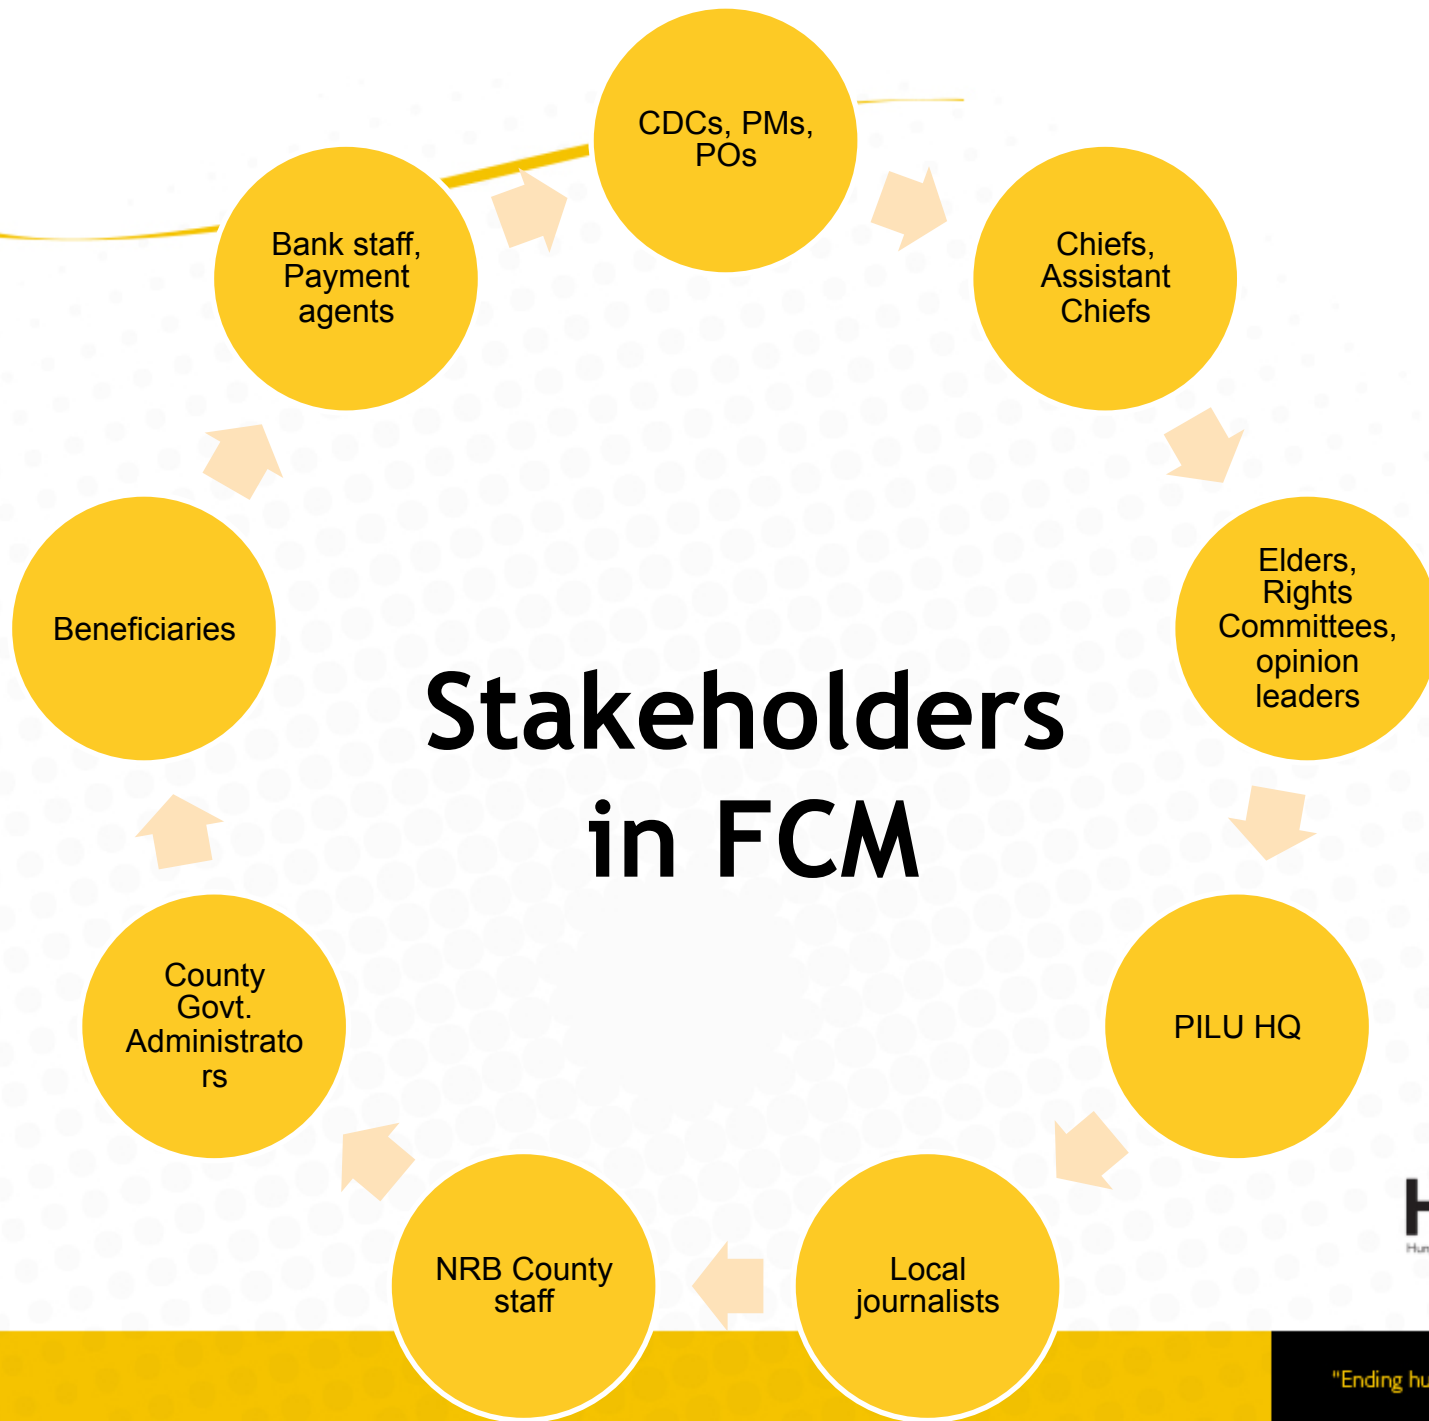 CDCs, PMs,
POs
Chiefs,
Assistant
Chiefs
Elders,
Rights
Committees,
opinion
leaders
PILU HQ
Local
journalists
NRB County
staff
County
Govt.
Administrato
rs
Beneficiaries
Bank staff,
Payment
agents
Stakeholders
in FCM
H
"Ending